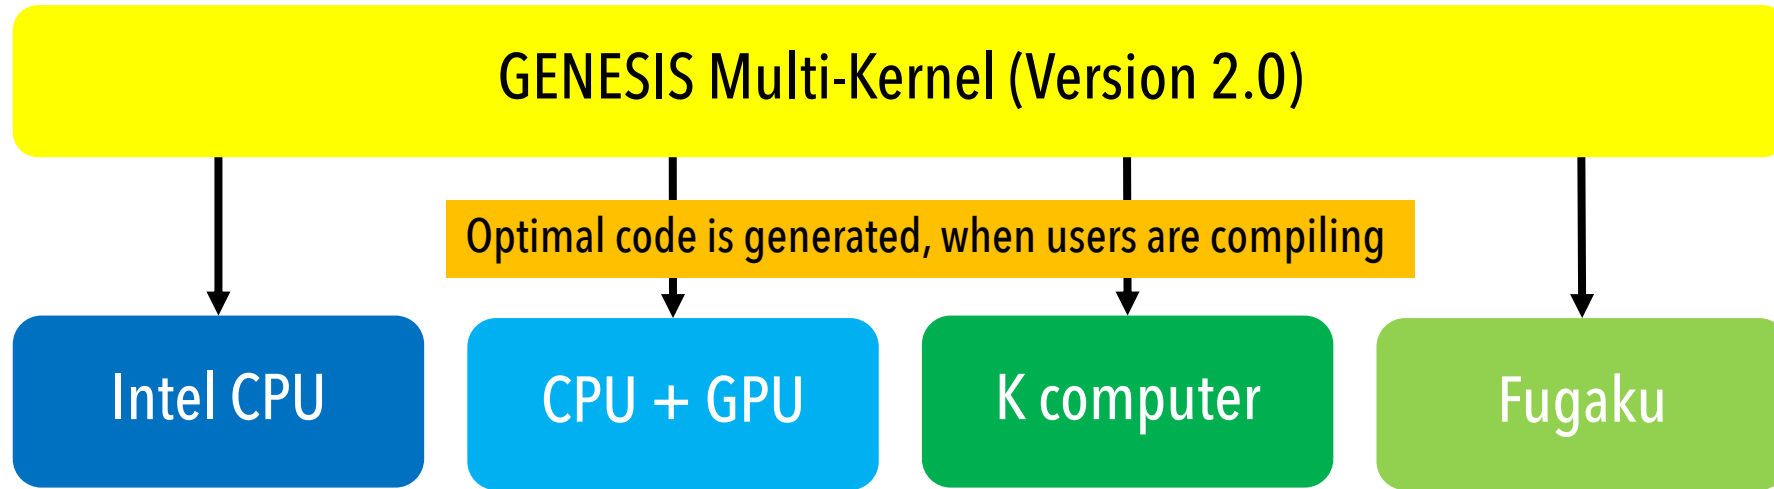 GENESIS Multi-Kernel (Version 2.0)
Optimal code is generated, when users are compiling
Intel CPU
CPU + GPU
K computer
Fugaku